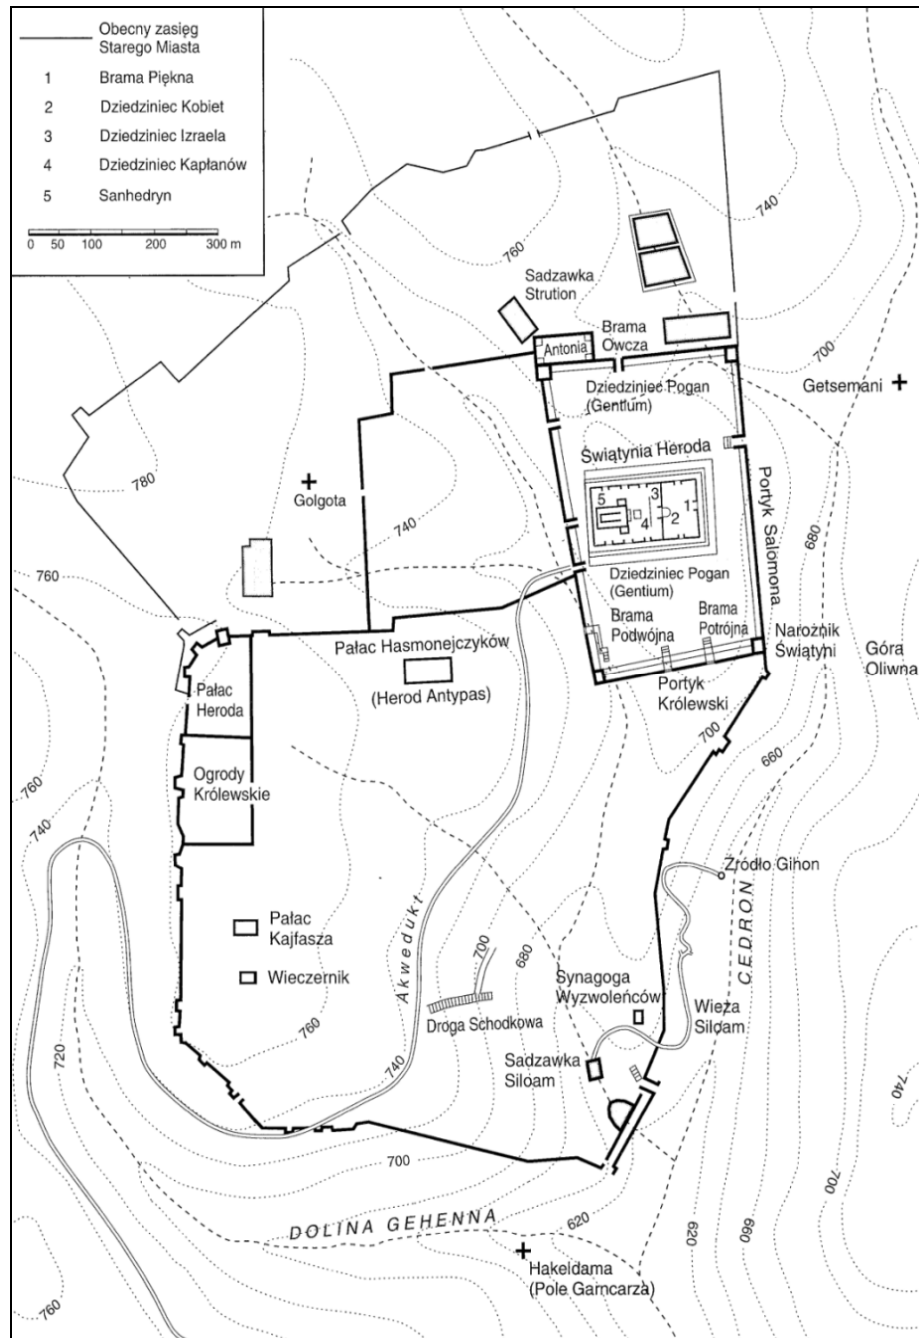 Obecny zasięg
Starego Miasta
1 Brama Piękna
2 Dziedziniec Kobiet
3 Dziedziniec Izraela
4 Dziedziniec Kapłanów
5 Sanhedryn
0 50 100 200 300 m
740
760
Sadzawka
Strution
Brama
Owcza
Antonia
700
Dziedziniec Pogan
(Gentium)
Getsemani
Świątynia Heroda
780
Golgota
5
3
1
4
2
740
Portyk Salomona
680
760
Dziedziniec Pogan
(Gentium)
Brama
Podwójna
Brama
Potrójna
Pałac Hasmonejczyków
(Herod Antypas)
Narożnik
Świątyni
Góra
Oliwna
Pałac
Heroda
Portyk
Królewski
700
660
Ogrody
Królewskie
760
740
Źródło Gihon
CEDRON
Pałac
Kajfasza
Akwedukt
700
680
Wieczernik
Synagoga
Wyzwoleńców
Wieża
Siloam
Droga Schodkowa
760
720
740
Sadzawka
Siloam
740
700
700
DOLINA GEHENNA
620
620
660
Hakeldama
(Pole Garncarza)
760